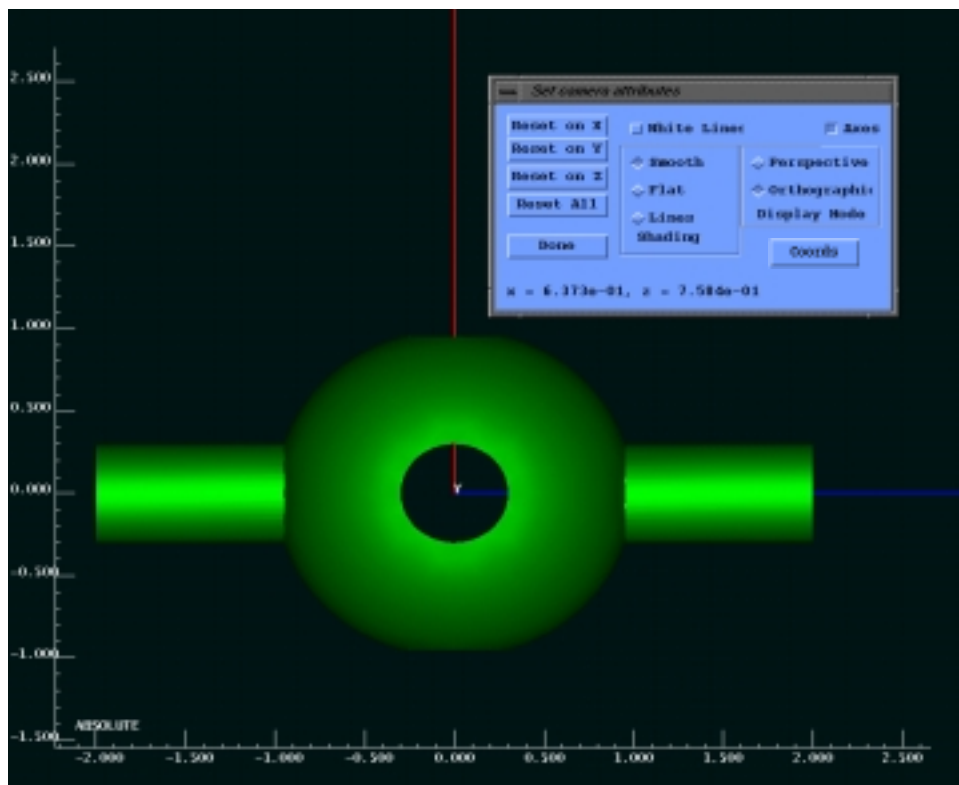 Set camera attributes
Reset on X
White Lines
Axes
Reset on Y
Smooth
Perspective
Reset on Z
Flat
Orthographic
Reset All
Lines
Display Mode
Shading
Done
Coords
x = 6.373e-01, z = 7.584e-01
2.500
2.000
1.500
1.000
0.500
0.000
-0.500
-1.000
-1.500
Y
ABSOLUTE
-2.000 -1.500 -1.000 -0.500 0.000 0.500 1.000 1.500 2.000 2.500